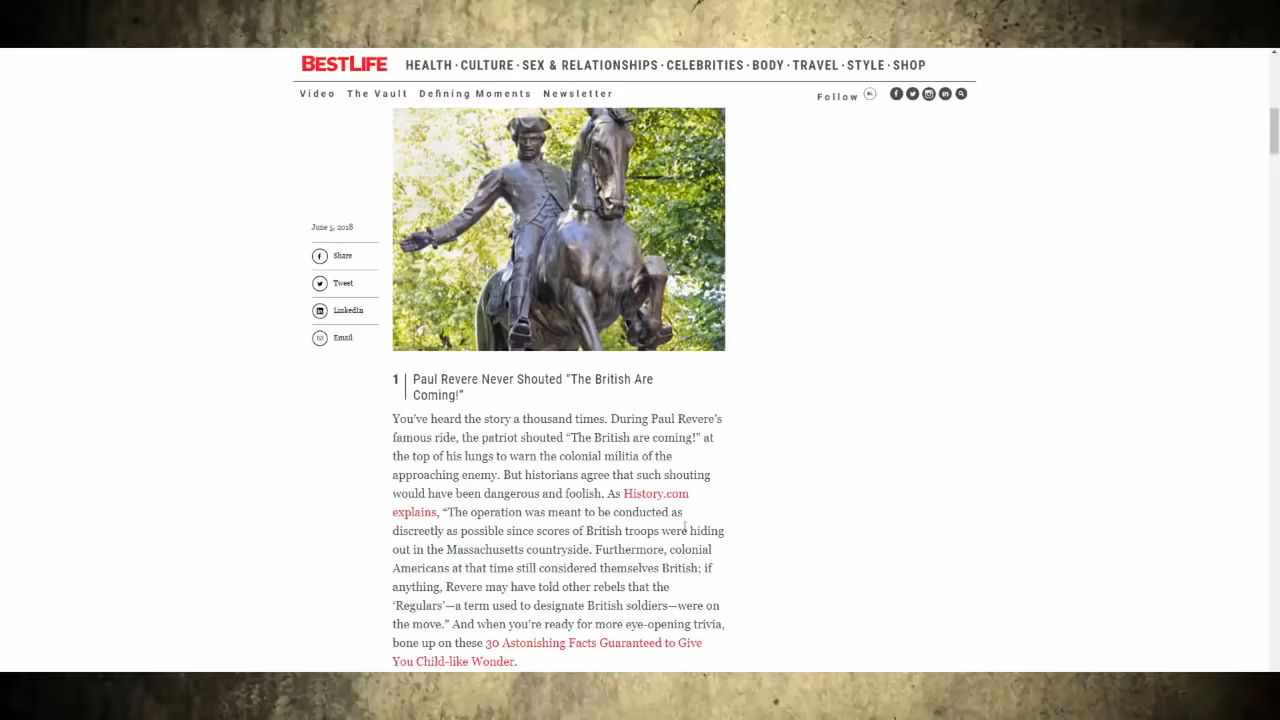 BESTLIFE
HEALTH · CULTURE · SEX & RELATIONSHIPS · CELEBRITIES · BODY · TRAVEL · STYLE · SHOP
Video The Vault Defining Moments Newsletter
Follow BL
June 5, 2018
Share
Tweet
LinkedIn
Email
1 Paul Revere Never Shouted “The British Are
Coming!”
You’ve heard the story a thousand times. During Paul Revere’s
famous ride, the patriot shouted “The British are coming!” at
the top of his lungs to warn the colonial militia of the
approaching enemy. But historians agree that such shouting
would have been dangerous and foolish. As History.com
explains, “The operation was meant to be conducted as
discreetly as possible since scores of British troops were hiding
out in the Massachusetts countryside. Furthermore, colonial
Americans at that time still considered themselves British; if
anything, Revere may have told other rebels that the
‘Regulars’—a term used to designate British soldiers—were on
the move.” And when you’re ready for more eye-opening trivia,
bone up on these 30 Astonishing Facts Guaranteed to Give
You Child-like Wonder.